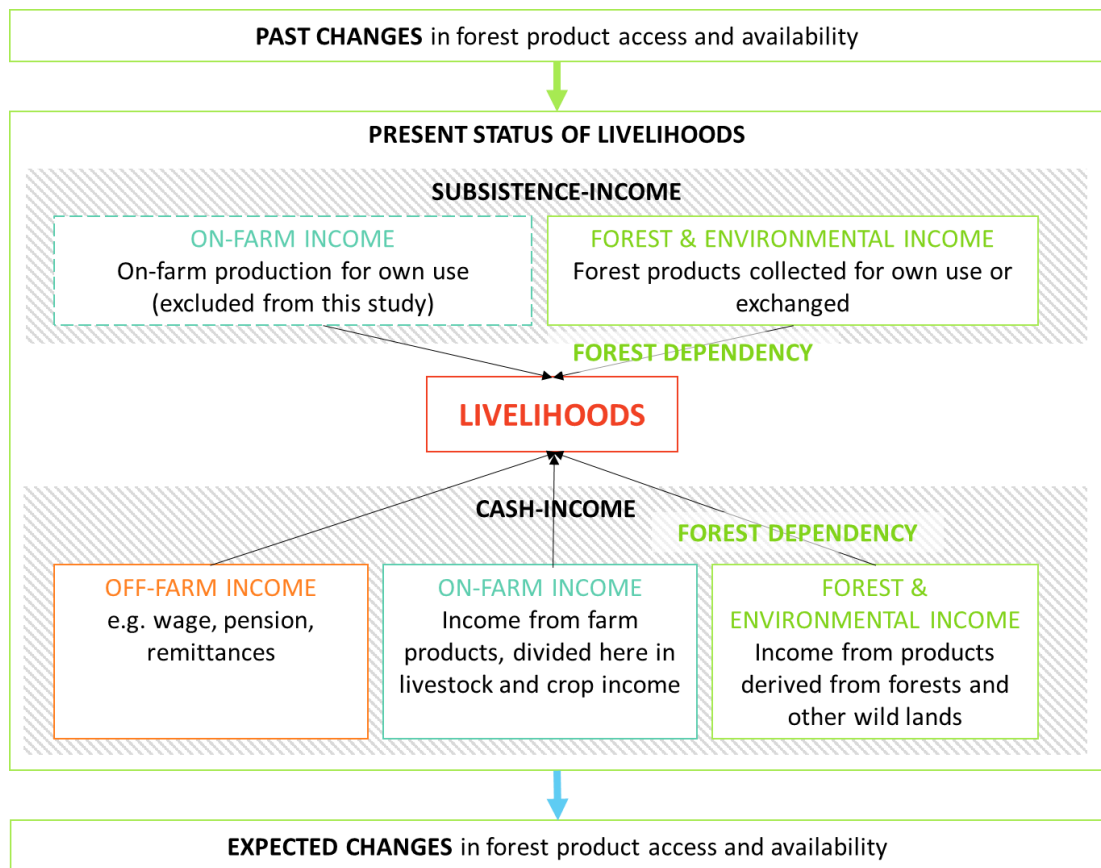 PAST CHANGES in forest product access and availability
PRESENT STATUS OF LIVELIHOODS
SUBSISTENCE-INCOME
ON-FARM INCOME
On-farm production for own use
(excluded from this study)
FOREST & ENVIRONMENTAL INCOME
Forest products collected for own use or
exchanged
FOREST DEPENDENCY
LIVELIHOODS
CASH-INCOME
FOREST DEPENDENCY
OFF-FARM INCOME
e.g. wage, pension,
remittances
ON-FARM INCOME
Income from farm
products, divided here in
livestock and crop income
FOREST &
ENVIRONMENTAL INCOME
Income from products
derived from forests and
other wild lands
EXPECTED CHANGES in forest product access and availability